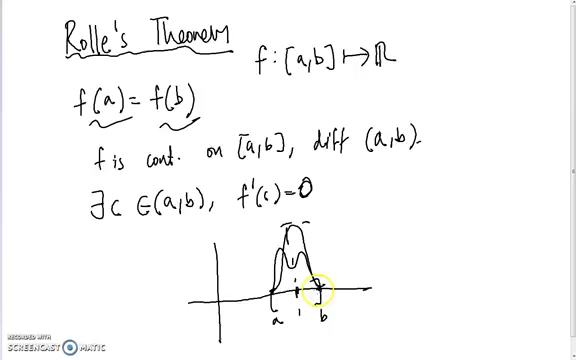 Rolle's Theorem
f : [a,b] ↦ ℝ
f(a) = f(b)
f is cont. on [a,b], diff (a,b).
∃c ∈ (a,b), f'(c) = 0
a b
RECORDED WITH
SCREENCAST MATIC